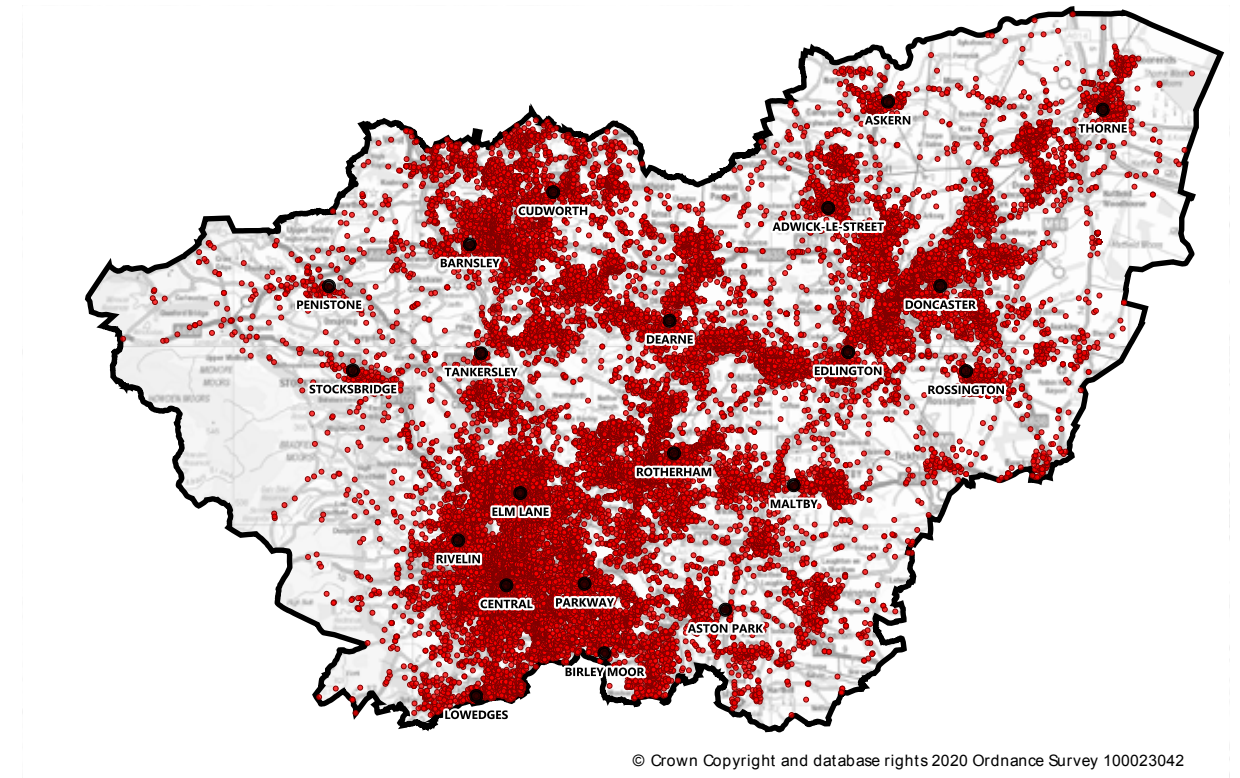 ASKERN
THORNE
CUDWORTH
ADWICK-LE-STREET
BARNSLEY
PENISTONE
DONCASTER
DEARNE
TANKERSLEY
EDLINGTON
STOCKSBRIDGE
ROSSINGTON
ROTHERHAM
MALTBY
ELM LANE
RIVELIN
CENTRAL
PARKWAY
ASTON PARK
BIRLEY MOOR
LOWEDGES
© Crown Copyright and database rights 2020 Ordnance Survey 100023042